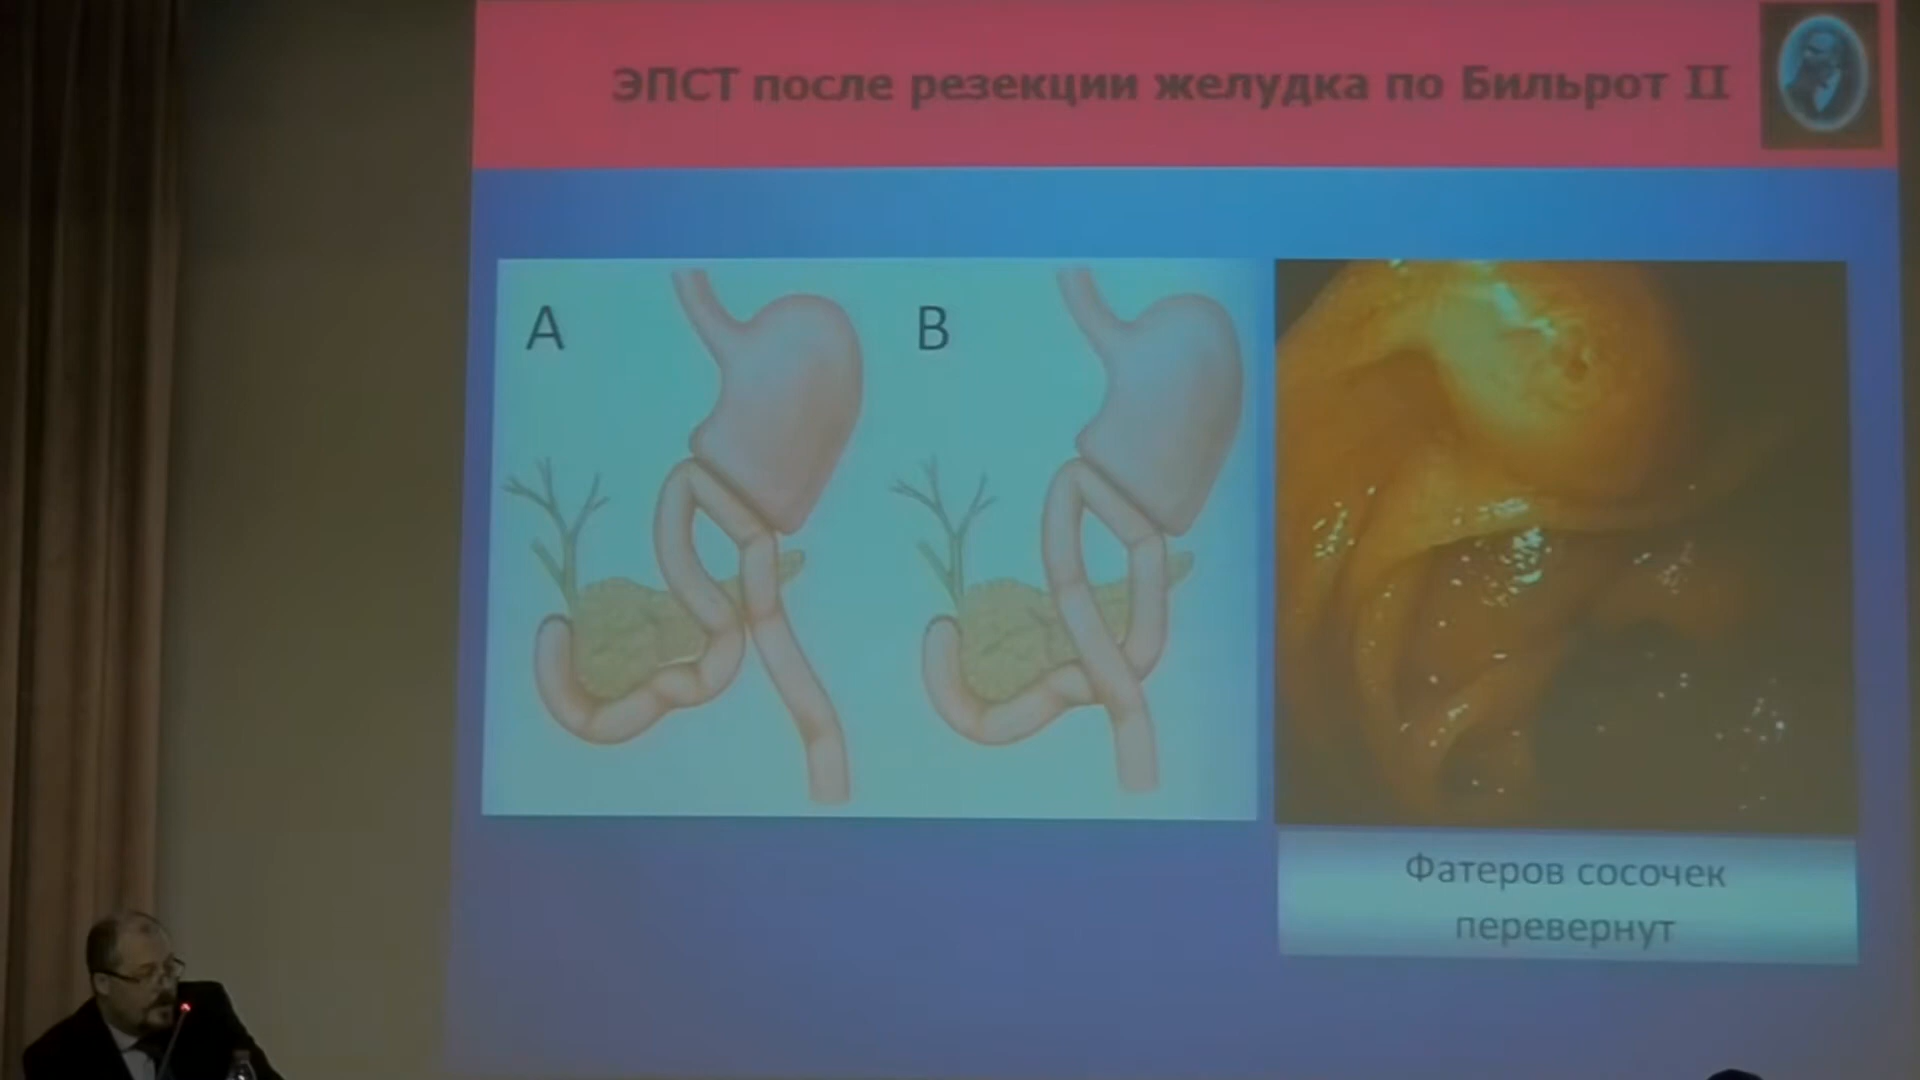 ЭПСТ после резекции желудка по Бильрот II
A
B
Фатеров сосочек
перевернут